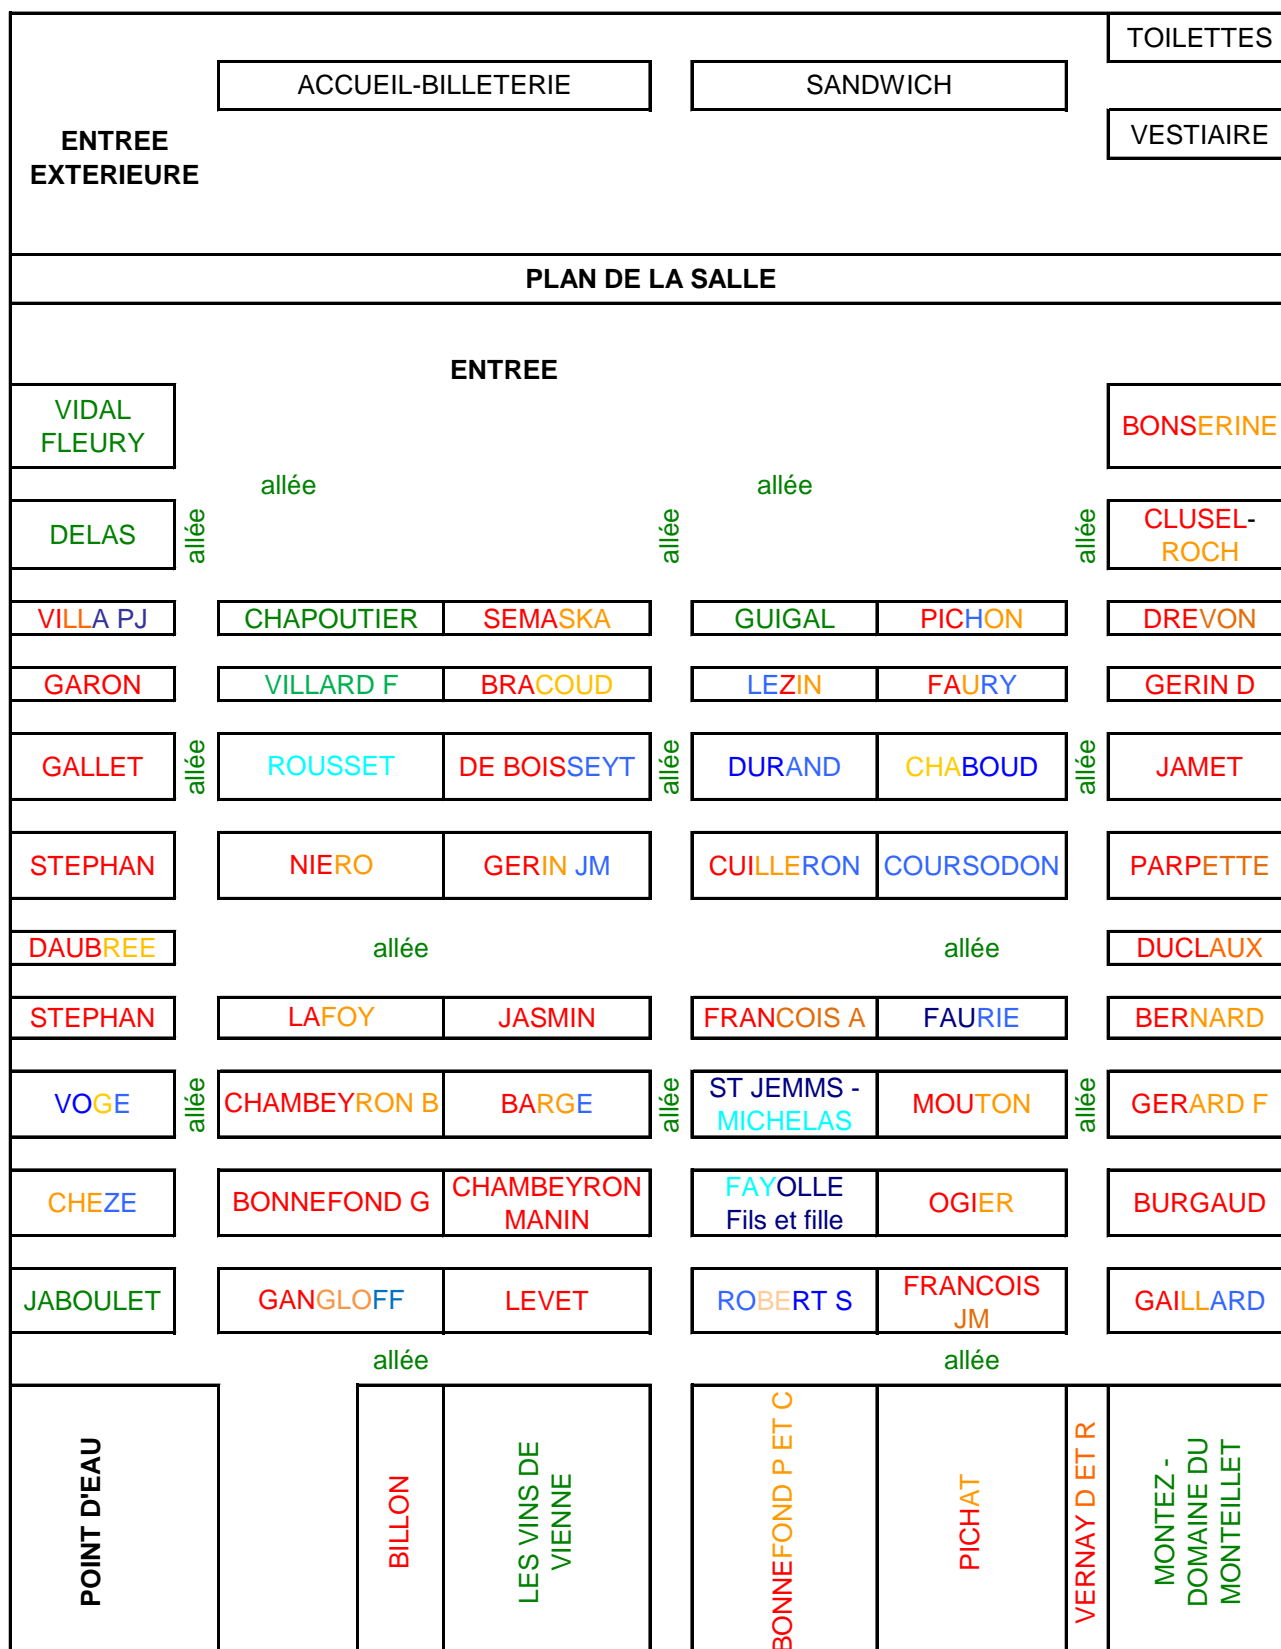 TOILETTES
ACCUEIL-BILLETERIE
SANDWICH
ENTREE
EXTERIEURE
VESTIAIRE
PLAN DE LA SALLE
ENTREE
VIDAL
FLEURY
BONSERINE
allée
allée
DELAS
allée
allée
allée
CLUSEL-
ROCH
VILLA PJ
CHAPOUTIER
SEMASKA
GUIGAL
PICHON
DREVON
GARON
VILLARD F
BRACOUD
LEZIN
FAURY
GERIN D
GALLET
allée
ROUSSET
DE BOISSEYT
allée
DURAND
CHABOUD
allée
JAMET
STEPHAN
NIERO
GERIN JM
CUILLERON
COURSODON
PARPETTE
DAUBREE
allée
allée
DUCLAUX
STEPHAN
LAFOY
JASMIN
FRANCOIS A
FAURIE
BERNARD
VOGE
allée
CHAMBEYRON B
BARGE
allée
ST JEMMS -
MICHELAS
MOUTON
allée
GERARD F
CHEZE
BONNEFOND G
CHAMBEYRON
MANIN
FAYOLLE
Fils et fille
OGIER
BURGAUD
JABOULET
GANGLOFF
LEVET
ROBERT S
FRANCOIS
JM
GAILLARD
allée
allée
POINT D'EAU
BILLON
LES VINS DE
VIENNE
BONNEFOND P ET C
PICHAT
VERNAY D ET R
MONTEZ -
DOMAINE DU
MONTEILLET